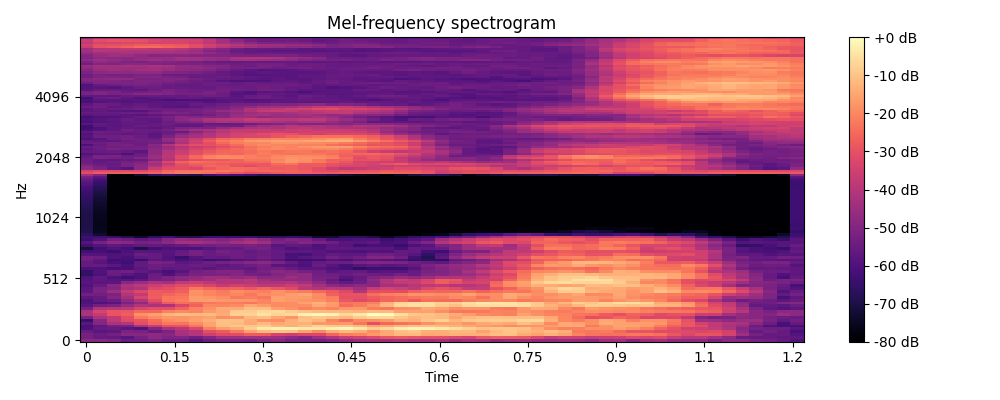 Mel-frequency spectrogram
Hz
4096
2048
1024
512
0
0 0.15 0.3 0.45 0.6 0.75 0.9 1.1 1.2
Time
+0 dB
-10 dB
-20 dB
-30 dB
-40 dB
-50 dB
-60 dB
-70 dB
-80 dB